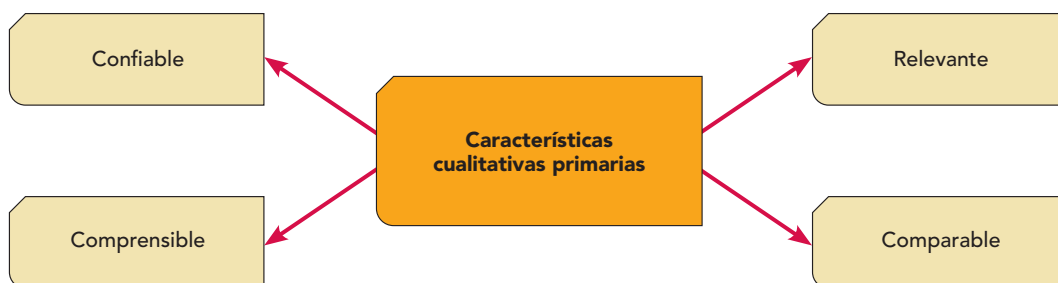 Confiable
Relevante
Características
cualitativas primarias
Comprensible
Comparable